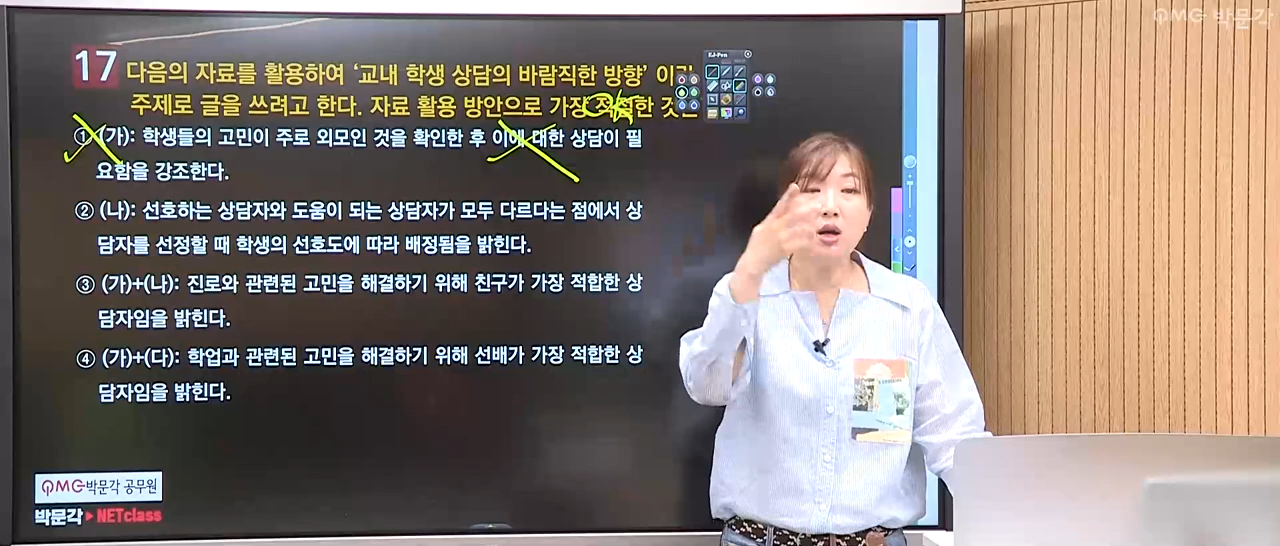 17 다음의 자료를 활용하여 ‘교내 학생 상담의 바람직한 방향’
주제로 글을 쓰려고 한다. 자료 활용 방안으로 가장 적절한 것은
① (가): 학생들의 고민이 주로 외모인 것을 확인한 후 이에 대한 상담이 필
요함을 강조한다.
② (나): 선호하는 상담자와 도움이 되는 상담자가 모두 다르다는 점에서 상
담자를 선정할 때 학생의 선호도에 따라 배정됨을 밝힌다.
③ (가)+(나): 진로와 관련된 고민을 해결하기 위해 친구가 가장 적합한 상
담자임을 밝힌다.
④ (가)+(다): 학업과 관련된 고민을 해결하기 위해 선배가 가장 적합한 상
담자임을 밝힌다.
EJ-Pen
PMG 박문각 공무원
박문각 NETclass
PMG 박문각